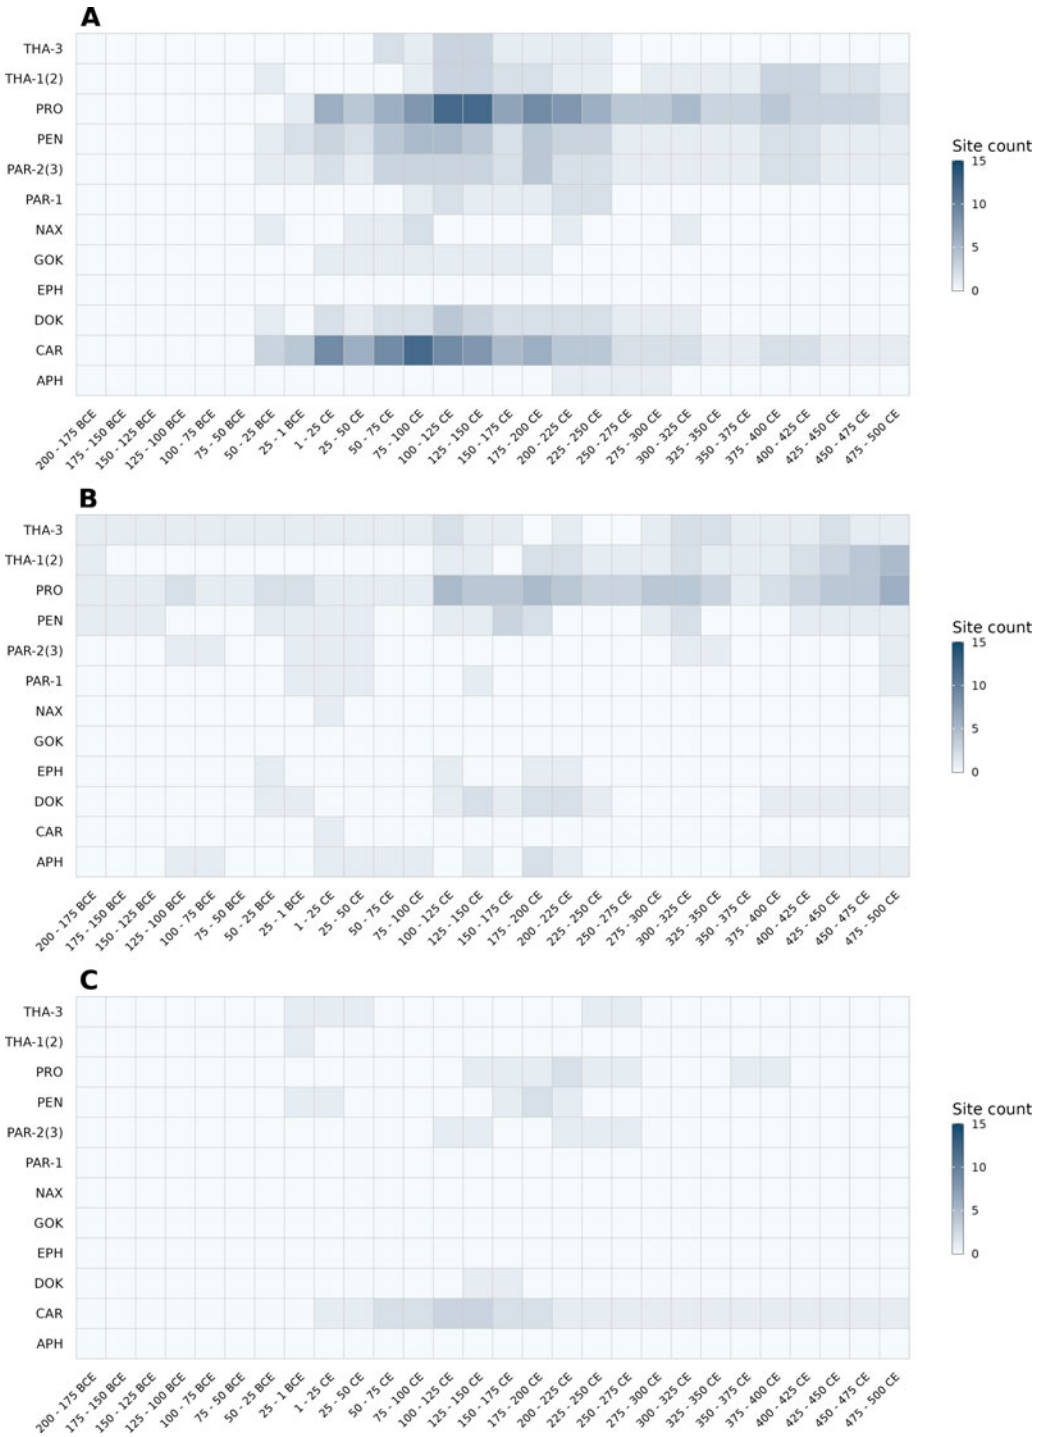 A
THA-3
THA-1(2)
PRO
PEN
PAR-2(3)
PAR-1
NAX
GOK
EPH
DOK
CAR
APH
200 - 175 BCE
175 - 150 BCE
150 - 125 BCE
125 - 100 BCE
100 - 75 BCE
75 - 50 BCE
50 - 25 BCE
25 - 1 BCE
1 - 25 CE
25 - 50 CE
50 - 75 CE
75 - 100 CE
100 - 125 CE
125 - 150 CE
150 - 175 CE
175 - 200 CE
200 - 225 CE
225 - 250 CE
250 - 275 CE
275 - 300 CE
300 - 325 CE
325 - 350 CE
350 - 375 CE
375 - 400 CE
400 - 425 CE
425 - 450 CE
450 - 475 CE
475 - 500 CE
Site count
15
10
5
0
B
THA-3
THA-1(2)
PRO
PEN
PAR-2(3)
PAR-1
NAX
GOK
EPH
DOK
CAR
APH
200 - 175 BCE
175 - 150 BCE
150 - 125 BCE
125 - 100 BCE
100 - 75 BCE
75 - 50 BCE
50 - 25 BCE
25 - 1 BCE
1 - 25 CE
25 - 50 CE
50 - 75 CE
75 - 100 CE
100 - 125 CE
125 - 150 CE
150 - 175 CE
175 - 200 CE
200 - 225 CE
225 - 250 CE
250 - 275 CE
275 - 300 CE
300 - 325 CE
325 - 350 CE
350 - 375 CE
375 - 400 CE
400 - 425 CE
425 - 450 CE
450 - 475 CE
475 - 500 CE
Site count
15
10
5
0
C
THA-3
THA-1(2)
PRO
PEN
PAR-2(3)
PAR-1
NAX
GOK
EPH
DOK
CAR
APH
200 - 175 BCE
175 - 150 BCE
150 - 125 BCE
125 - 100 BCE
100 - 75 BCE
75 - 50 BCE
50 - 25 BCE
25 - 1 BCE
1 - 25 CE
25 - 50 CE
50 - 75 CE
75 - 100 CE
100 - 125 CE
125 - 150 CE
150 - 175 CE
175 - 200 CE
200 - 225 CE
225 - 250 CE
250 - 275 CE
275 - 300 CE
300 - 325 CE
325 - 350 CE
350 - 375 CE
375 - 400 CE
400 - 425 CE
425 - 450 CE
450 - 475 CE
475 - 500 CE
Site count
15
10
5
0